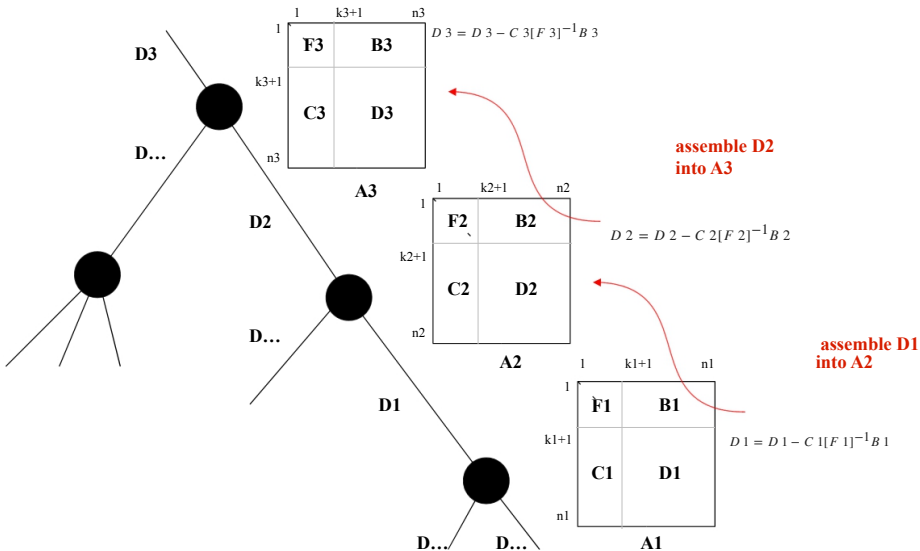 1 k3+1 n3
1
D3
F3 B3
D 3 = D 3 – C 3[F 3]⁻¹B 3
k3+1
C3 D3
D…
n3
A3
assemble D2
into A3
1 k2+1 n2
1
D2
F2 B2
D 2 = D 2 – C 2[F 2]⁻¹B 2
k2+1
C2 D2
D…
n2
A2
assemble D1
into A2
1 k1+1 n1
1
D1
F1 B1
k1+1
D 1 = D 1 – C 1[F 1]⁻¹B 1
C1 D1
n1
D… D…
A1